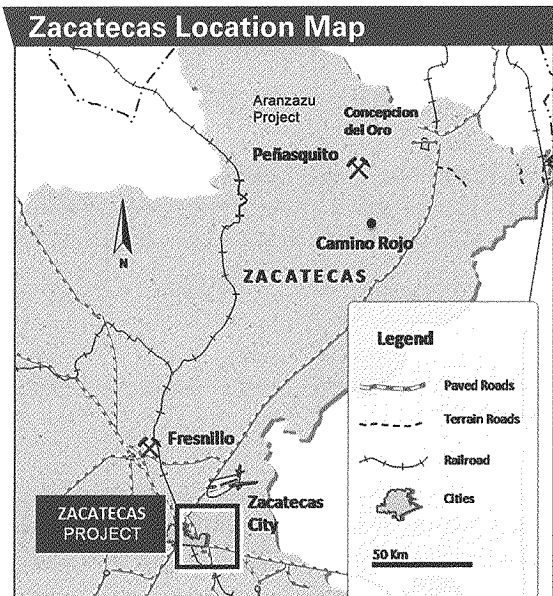 Zacatecas Location Map
Aranzazu
Project
Concepcion
del Oro
Peñasquito
Camino Rojo
N
ZACATECAS
Legend
Paved Roads
Terrain Roads
Railroad
Cities
50 Km
Fresnillo
Zacatecas
City
ZACATECAS
PROJECT